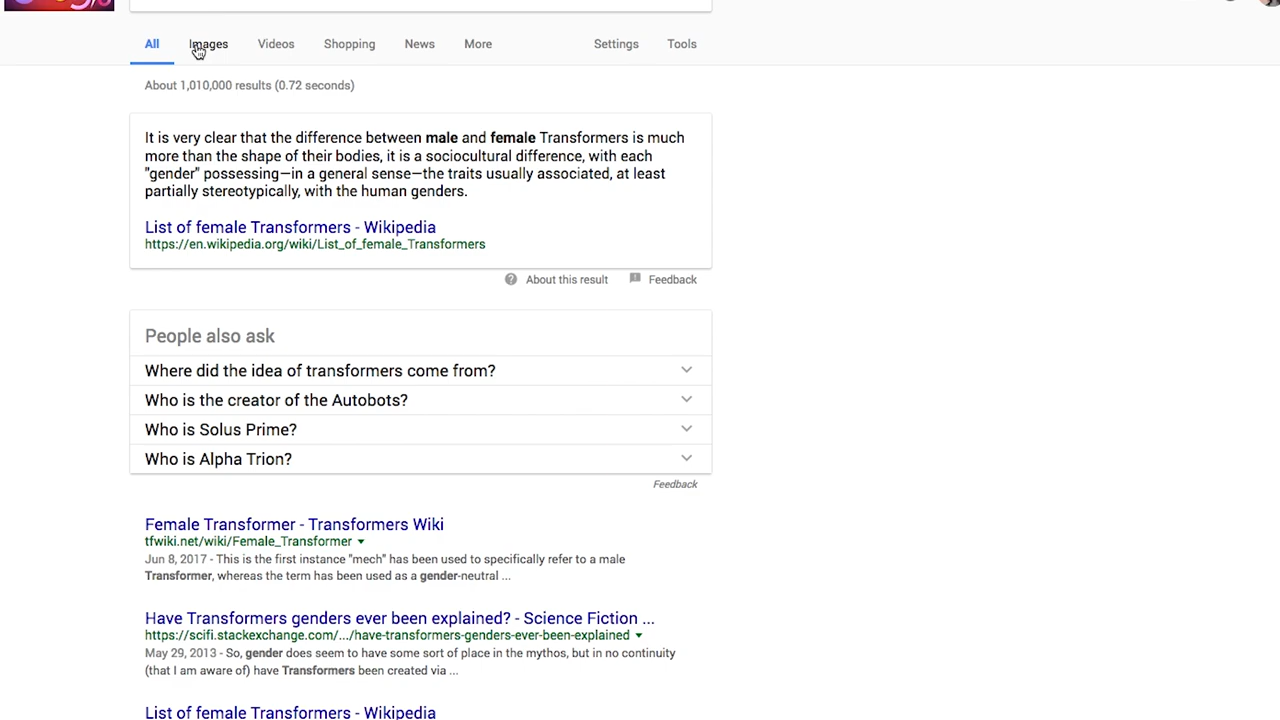 All Images Videos Shopping News More Settings Tools
About 1,010,000 results (0.72 seconds)
It is very clear that the difference between male and female Transformers is much
more than the shape of their bodies, it is a sociocultural difference, with each
"gender" possessing—in a general sense—the traits usually associated, at least
partially stereotypically, with the human genders.
List of female Transformers - Wikipedia
https://en.wikipedia.org/wiki/List_of_female_Transformers
About this result Feedback
People also ask
Where did the idea of transformers come from?
Who is the creator of the Autobots?
Who is Solus Prime?
Who is Alpha Trion?
Feedback
Female Transformer - Transformers Wiki
tfwiki.net/wiki/Female_Transformer
Jun 8, 2017 - This is the first instance "mech" has been used to specifically refer to a male
Transformer, whereas the term has been used as a gender-neutral ...
Have Transformers genders ever been explained? - Science Fiction ...
https://scifi.stackexchange.com/.../have-transformers-genders-ever-been-explained
May 29, 2013 - So, gender does seem to have some sort of place in the mythos, but in no continuity
(that I am aware of) have Transformers been created via ...
List of female Transformers - Wikipedia